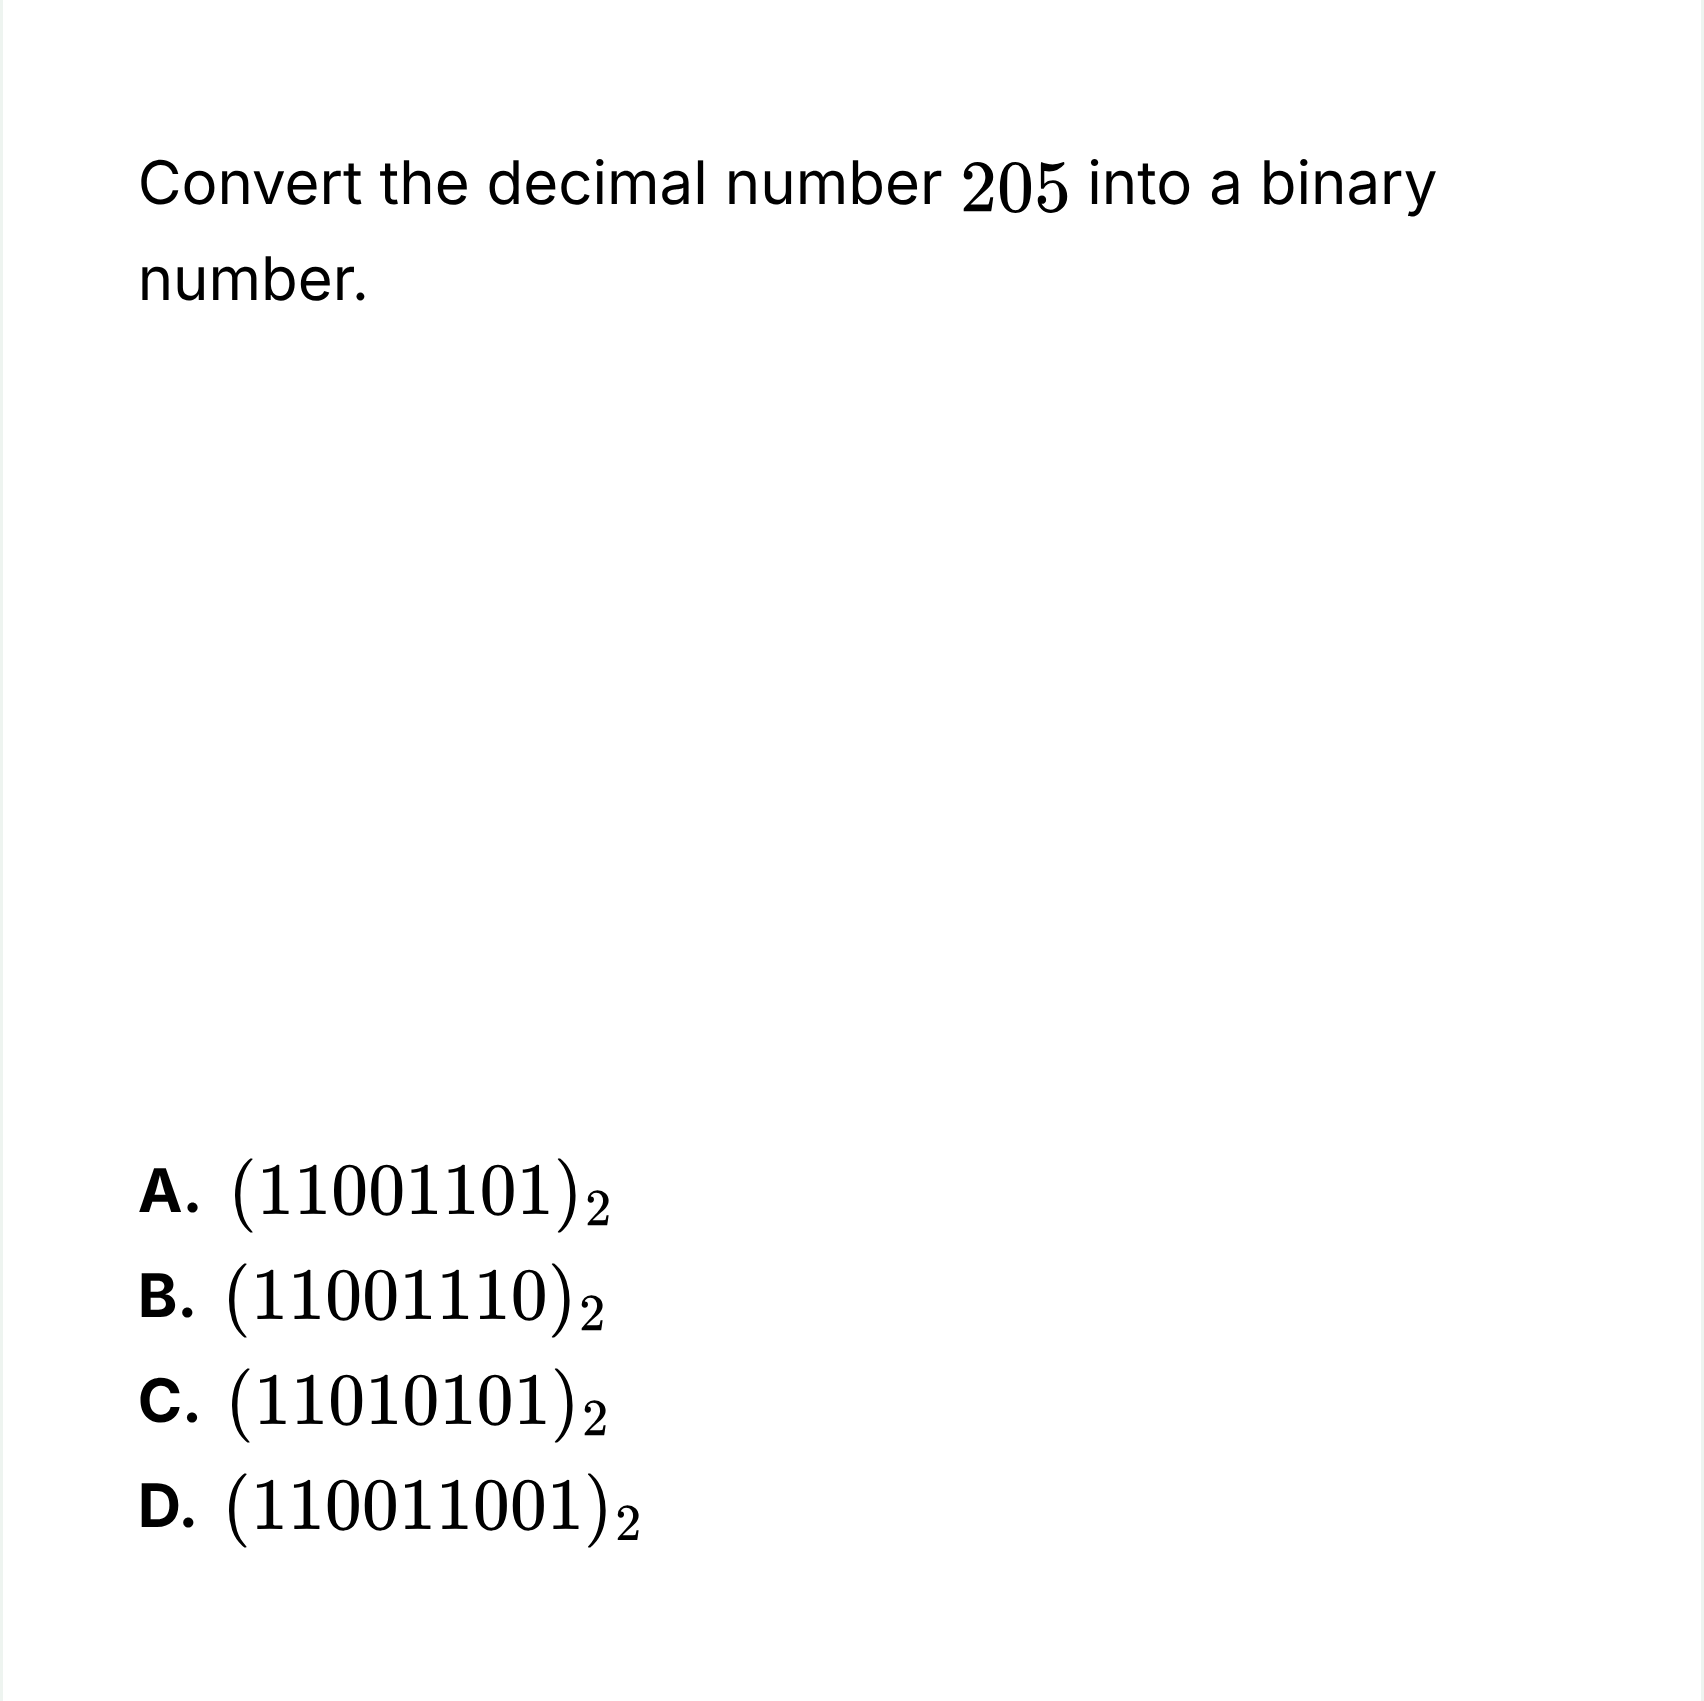 Convert the decimal number 205 into a binary
number.
A. (11001101)₂
B. (11001110)₂
C. (11010101)₂
D. (110011001)₂